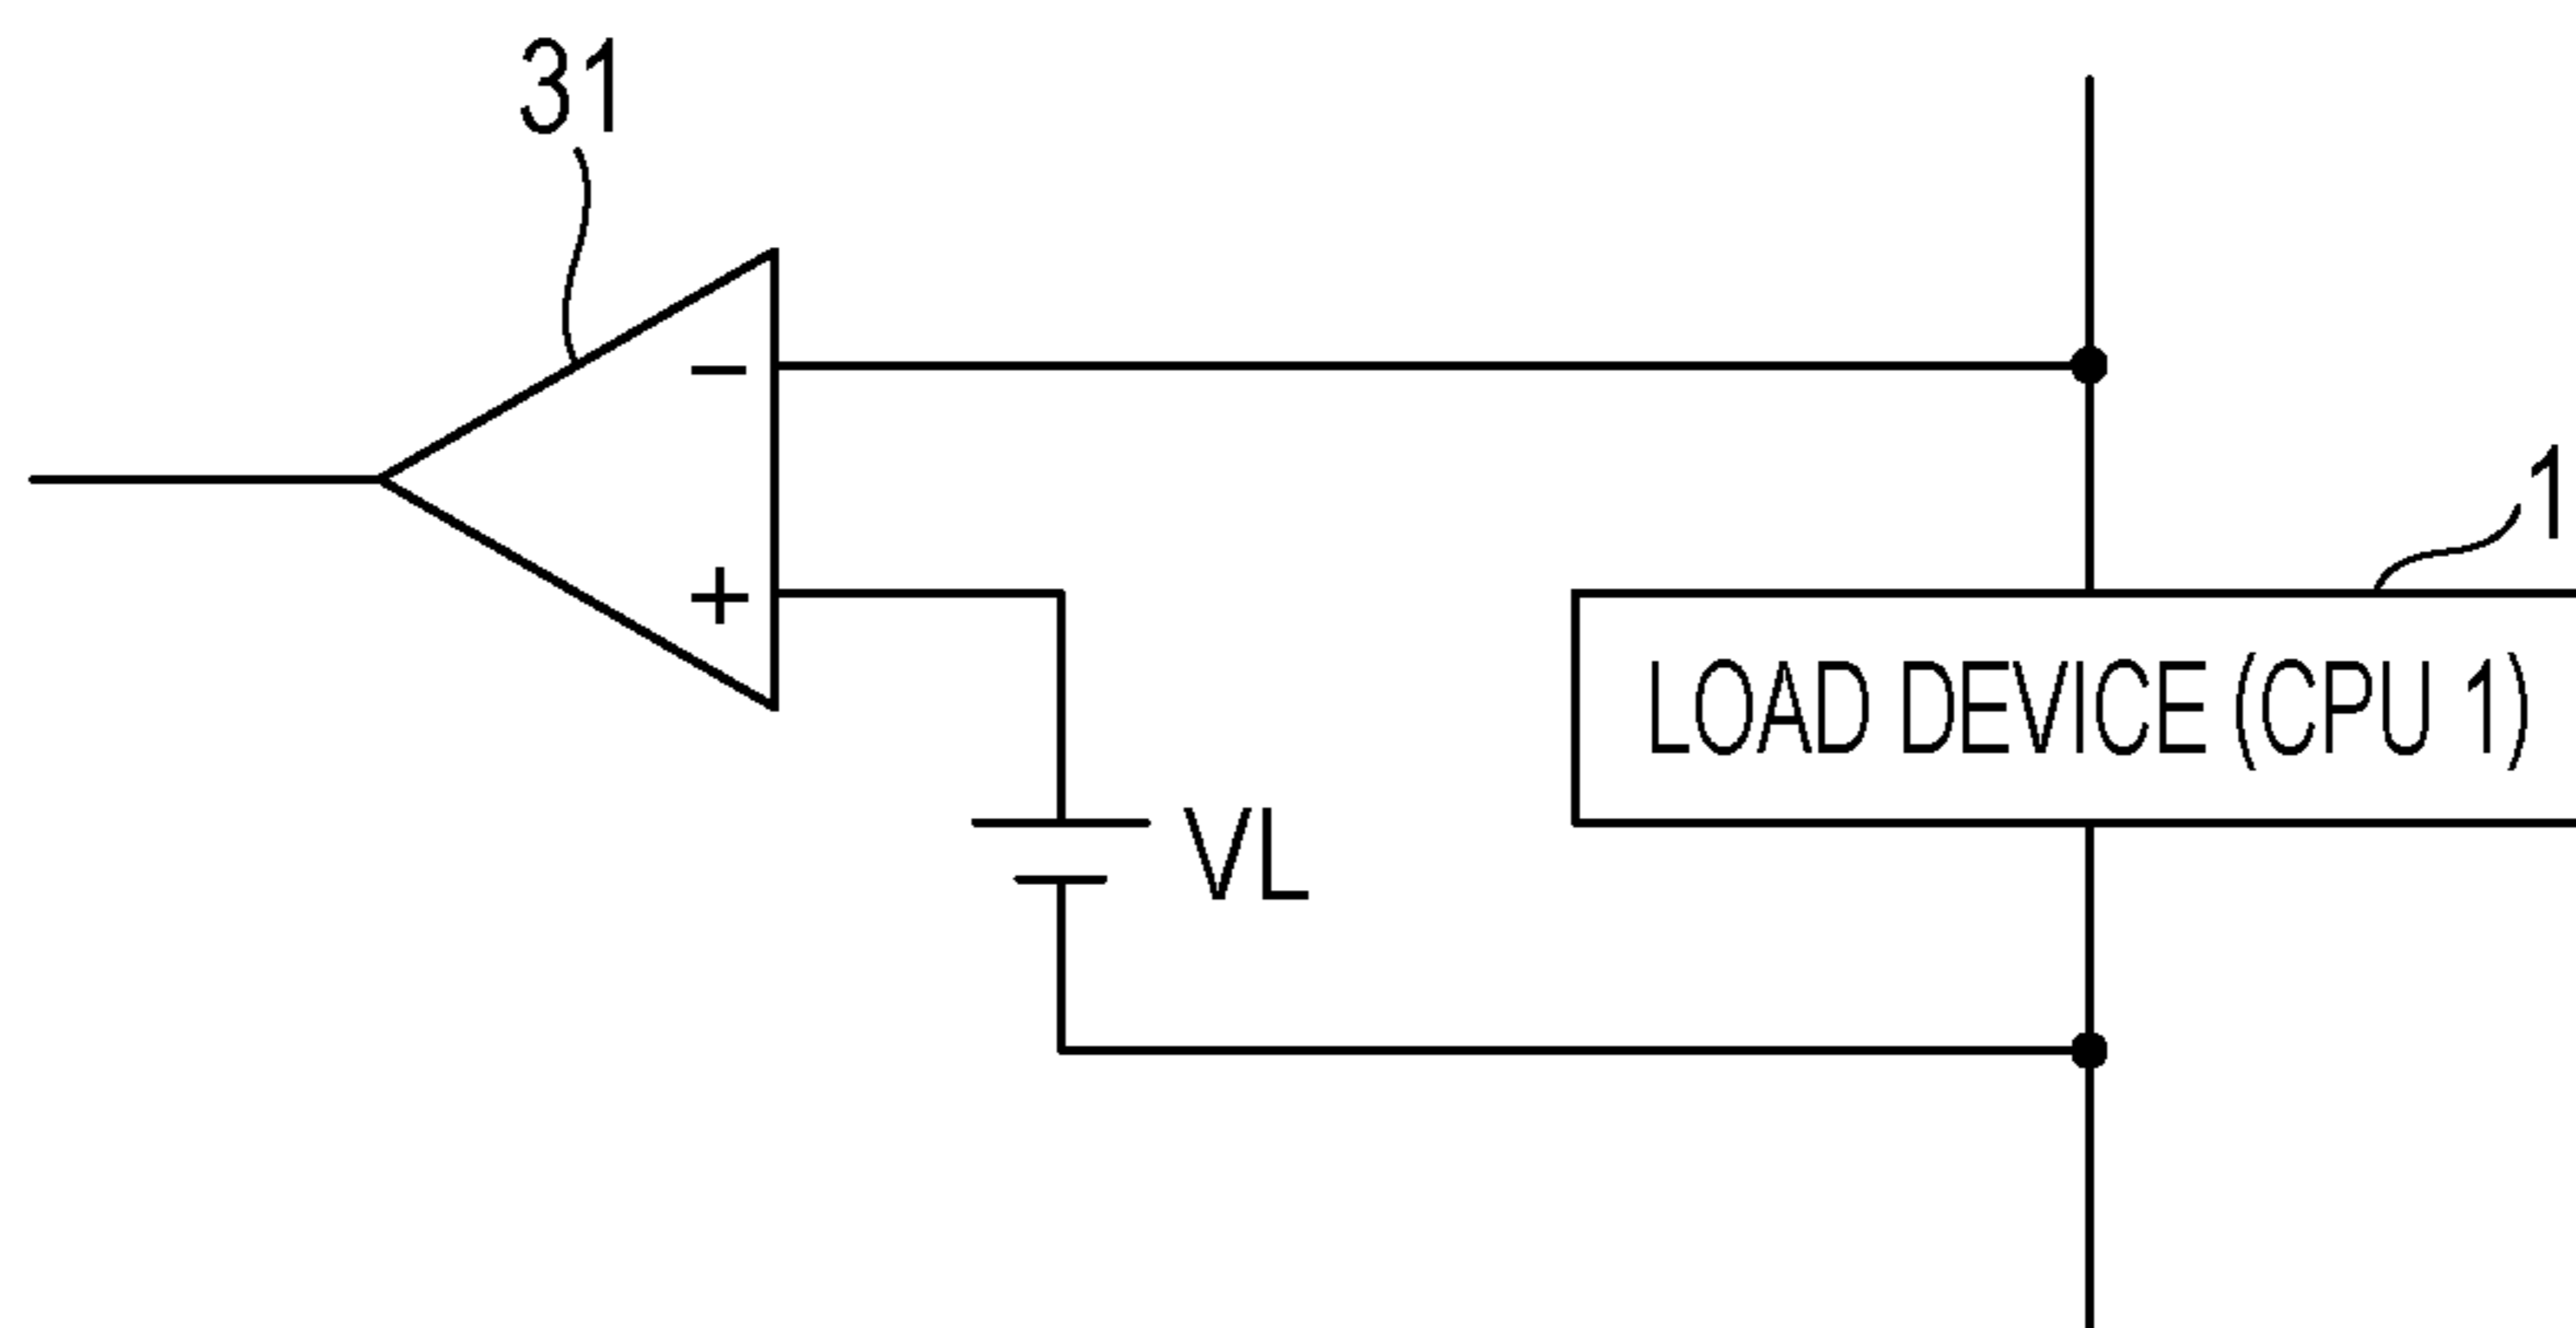 31
−
+
1
LOAD DEVICE (CPU 1)
VL